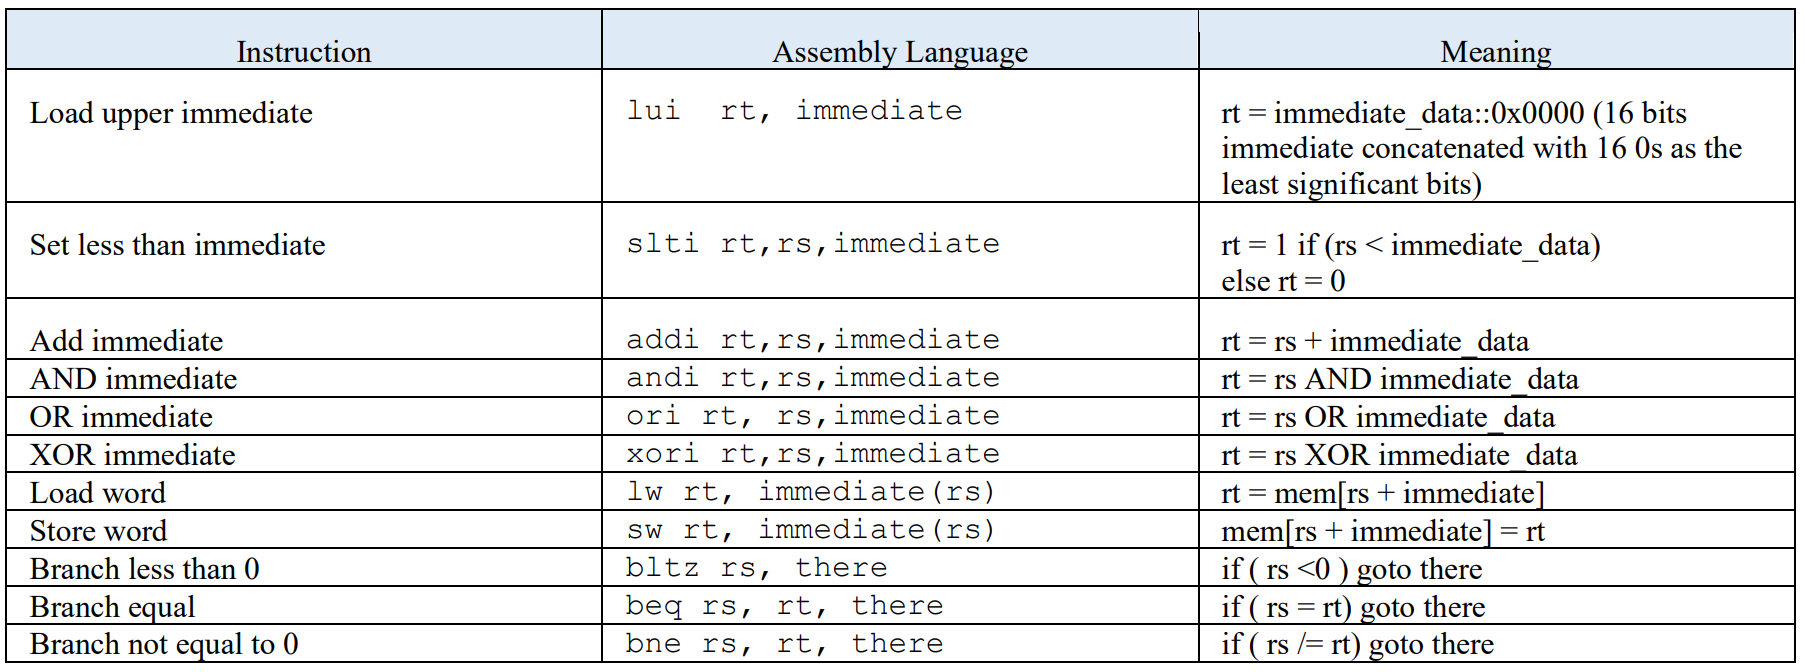 Instruction Assembly Language Meaning
Load upper immediate lui rt, immediate rt = immediate_data::0x0000 (16 bits
immediate concatenated with 16 0s as the
least significant bits)
Set less than immediate slti rt,rs,immediate rt = 1 if (rs < immediate_data)
else rt = 0
Add immediate addi rt,rs,immediate rt = rs + immediate_data
AND immediate andi rt,rs,immediate rt = rs AND immediate_data
OR immediate ori rt, rs,immediate rt = rs OR immediate_data
XOR immediate xori rt,rs,immediate rt = rs XOR immediate_data
Load word lw rt, immediate(rs) rt = mem[rs + immediate]
Store word sw rt, immediate(rs) mem[rs + immediate] = rt
Branch less than 0 bltz rs, there if ( rs <0 ) goto there
Branch equal beq rs, rt, there if ( rs = rt) goto there
Branch not equal to 0 bne rs, rt, there if ( rs /= rt) goto there